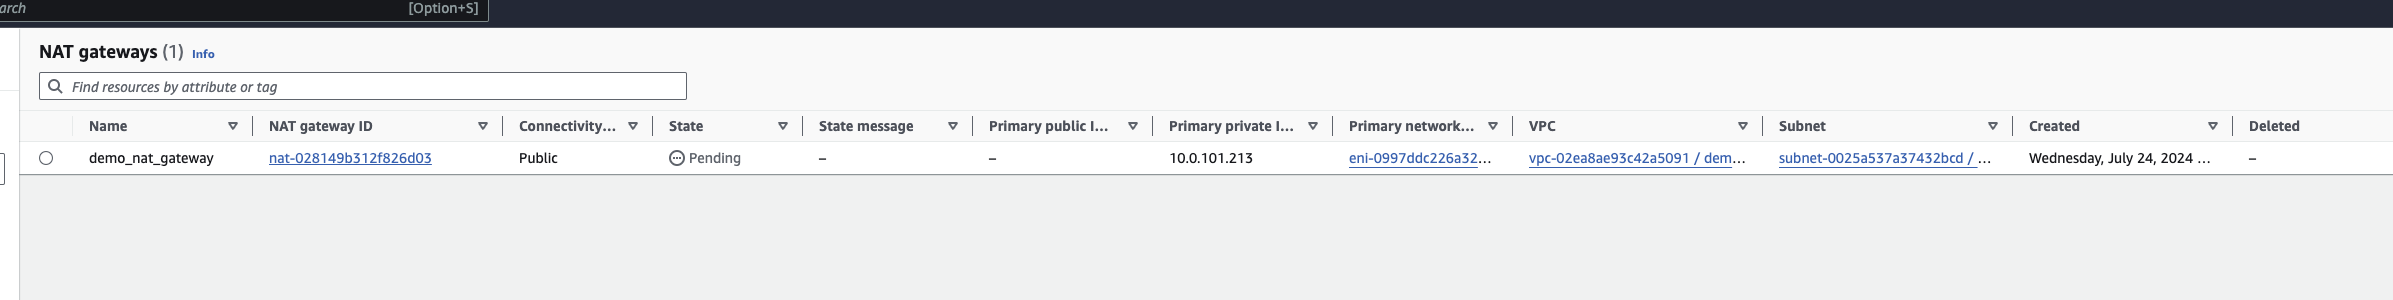 arch [Option+S]
NAT gateways (1) Info
Find resources by attribute or tag
Name NAT gateway ID Connectivity... State State message Primary public I... Primary private I... Primary network... VPC Subnet Created Deleted
demo_nat_gateway nat-028149b312f826d03 Public Pending – – 10.0.101.213 eni-0997ddc226a32... vpc-02ea8ae93c42a5091 / dem... subnet-0025a537a37432bcd / ... Wednesday, July 24, 2024 ... –